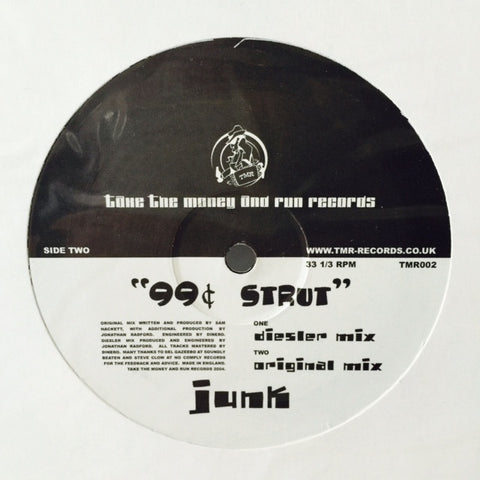 TMR
take the money and run records
SIDE TWO
WWW.TMR-RECORDS.CO.UK
33 1/3 RPM
TMR002
"99¢ STRUT"
ORIGINAL MIX WRITTEN AND PRODUCED BY SAM
HACKETT. WITH ADDITIONAL PRODUCTION BY
JONATHAN RADFORD. ENGINEERED BY DINERO.
DIESLER MIX PRODUCED AND ENGINEERED BY
JONATHAN RADFORD. ALL TRACKS MASTERED BY
DINERO. MANY THANKS TO DEL GAZEEBO AT SOUNDLY
BEATEN AND STEVE CLOW AT NO COMPLY RECORDS
FOR THE FEEDBACK AND ADVICE. MADE IN ENGLAND.
TAKE THE MONEY AND RUN RECORDS 2004.
ONE
diesler mix
TWO
original mix
junk